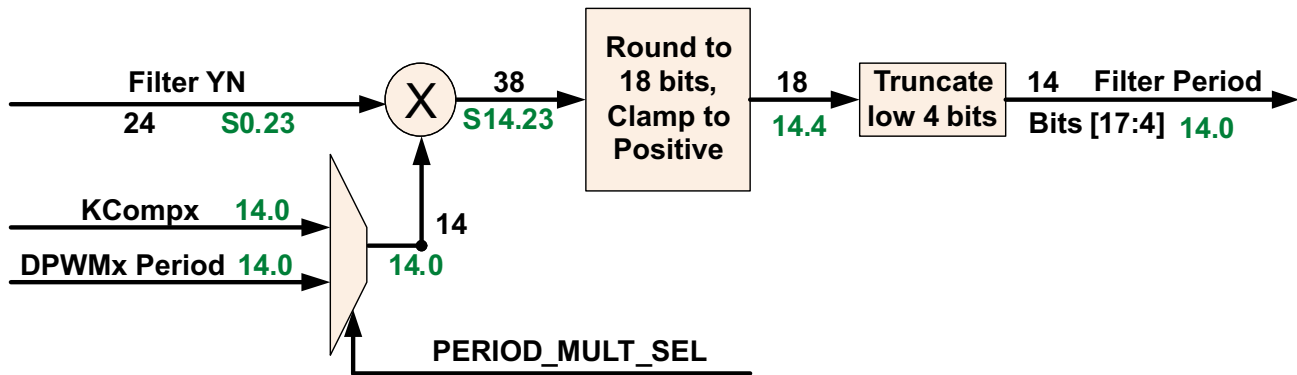 Filter YN
24 S0.23
X
38
S14.23
Round to
18 bits,
Clamp to
Positive
18
14.4
Truncate
low 4 bits
14 Filter Period
Bits [17:4] 14.0
KCompx 14.0
DPWMx Period 14.0
14
14.0
PERIOD_MULT_SEL